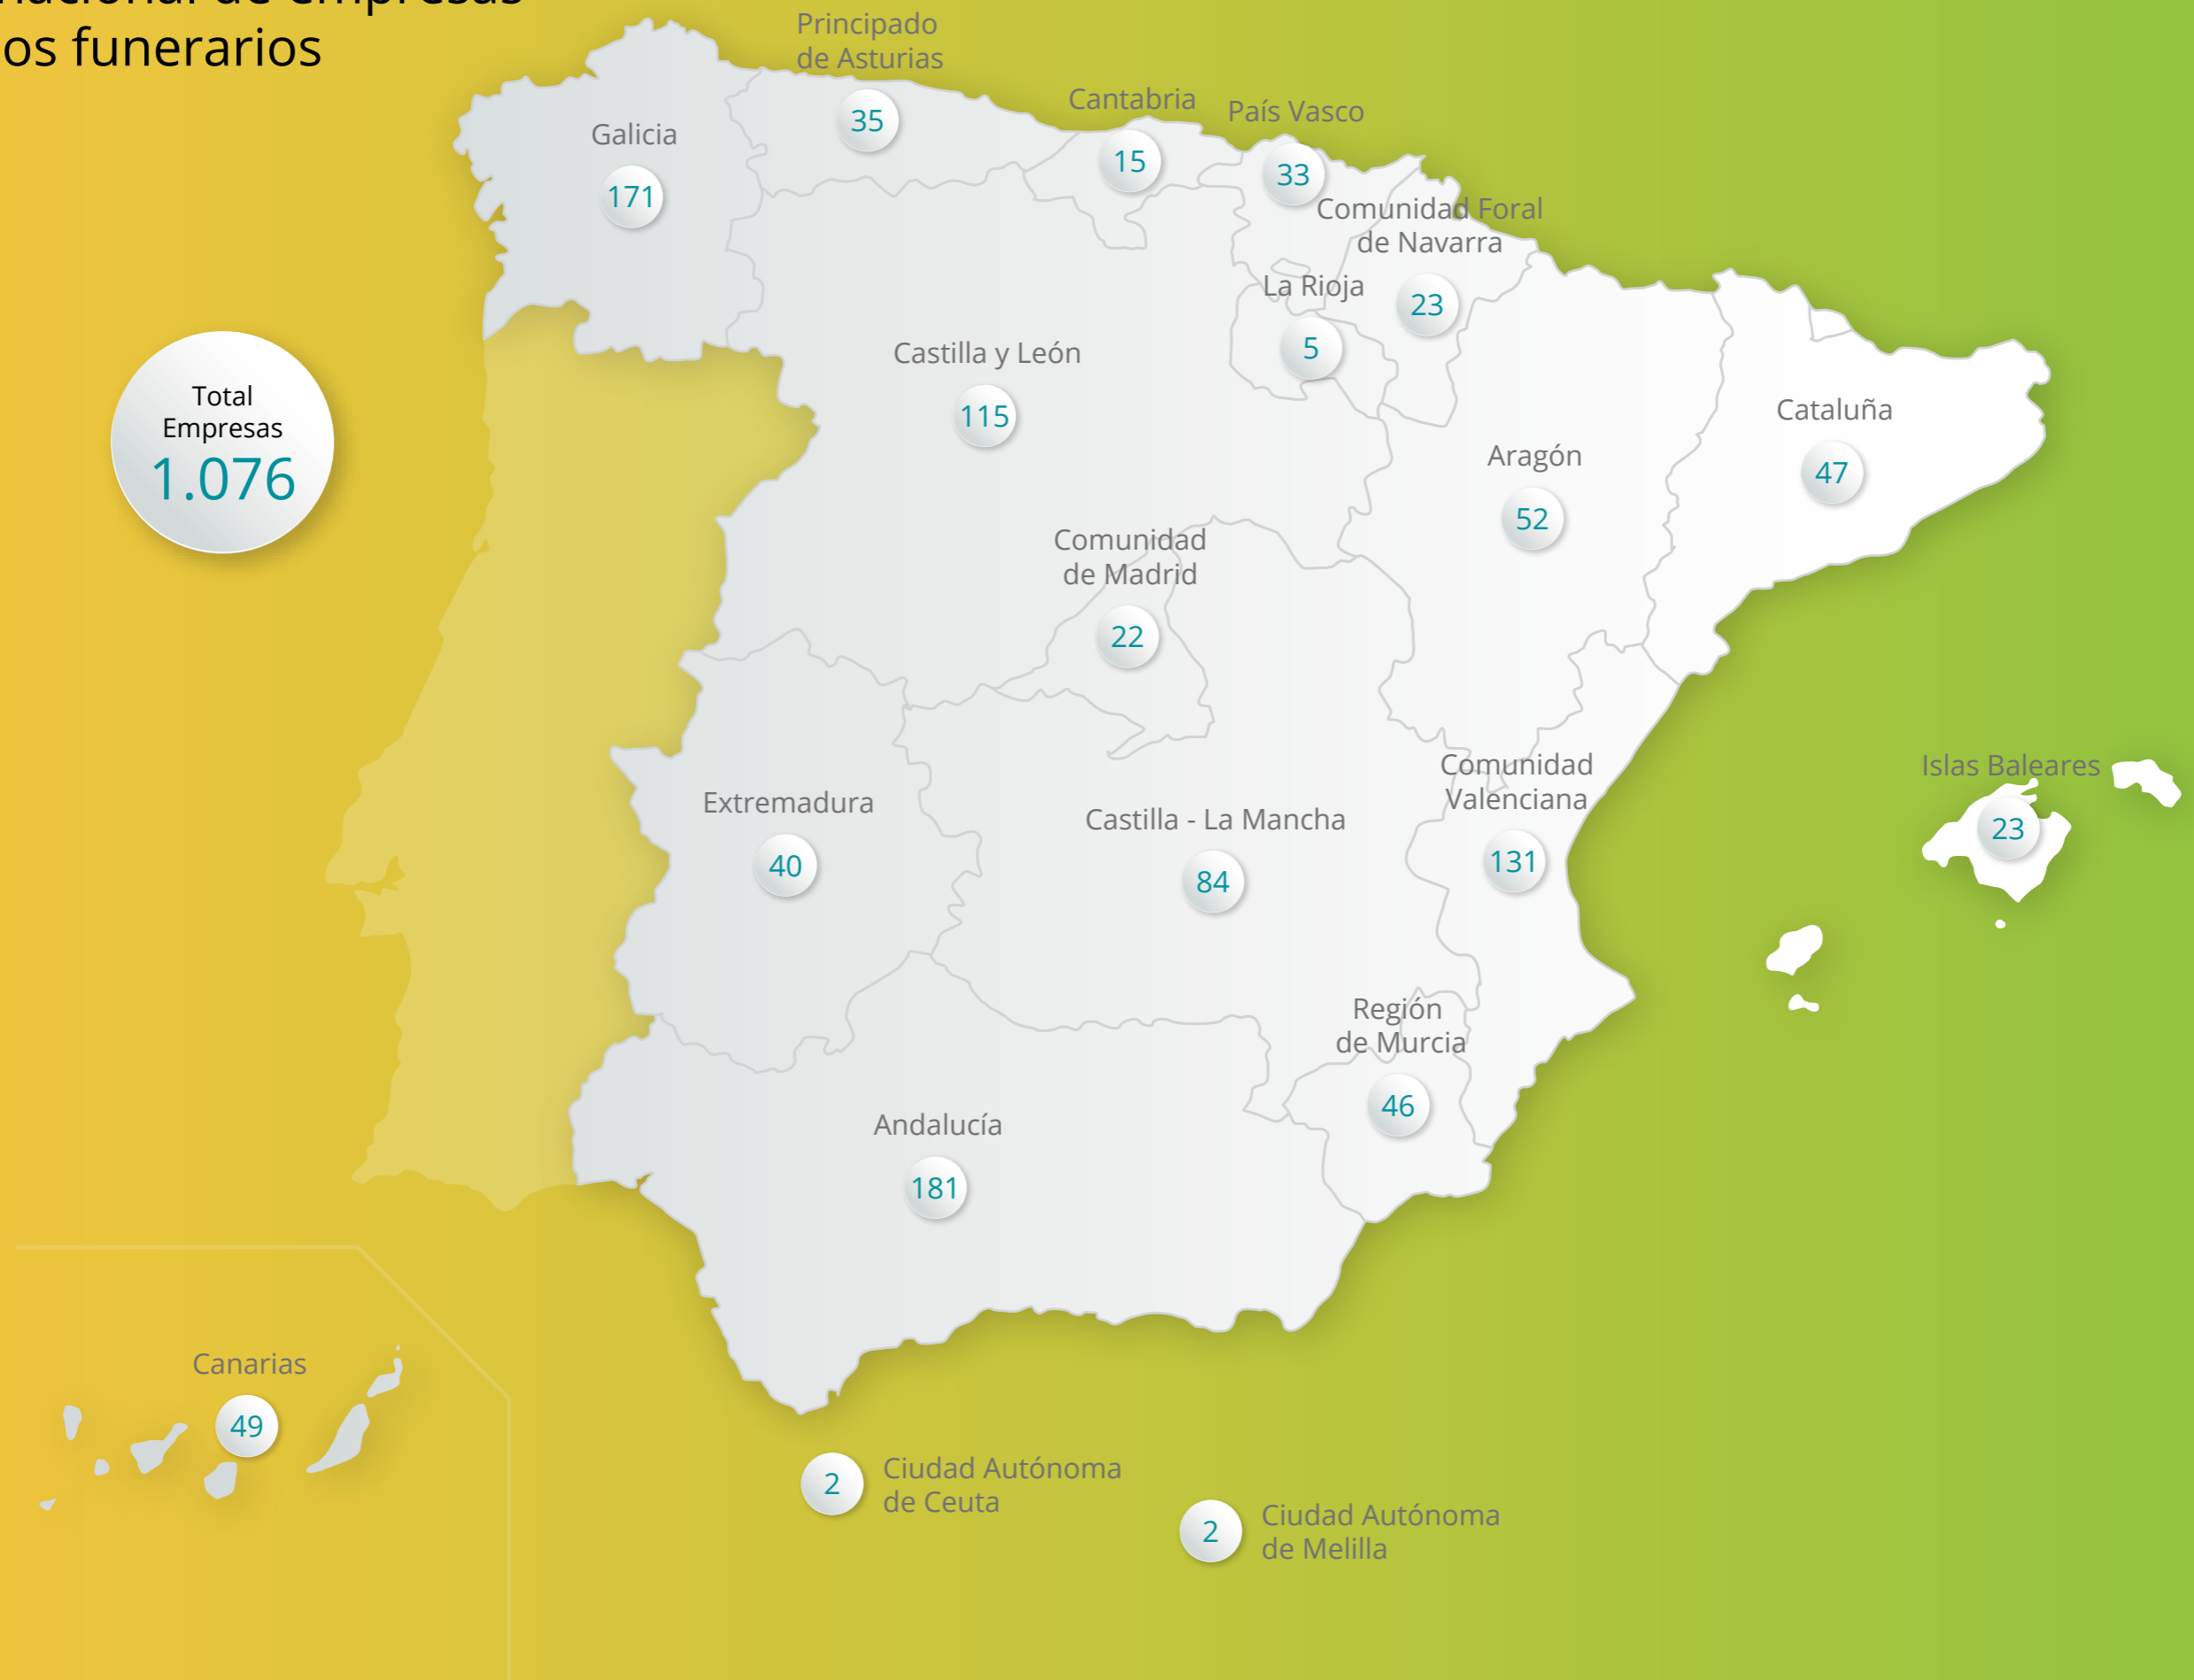 nacional de empresas
os funerarios
Principado
de Asturias
35
Cantabria
15
País Vasco
33
Galicia
171
Comunidad Foral
de Navarra
23
La Rioja
5
Castilla y León
115
Total
Empresas
1.076
Cataluña
47
Aragón
52
Comunidad
de Madrid
22
Comunidad
Valenciana
131
Islas Baleares
23
Extremadura
40
Castilla - La Mancha
84
Región
de Murcia
46
Andalucía
181
Canarias
49
2
Ciudad Autónoma
de Ceuta
2
Ciudad Autónoma
de Melilla